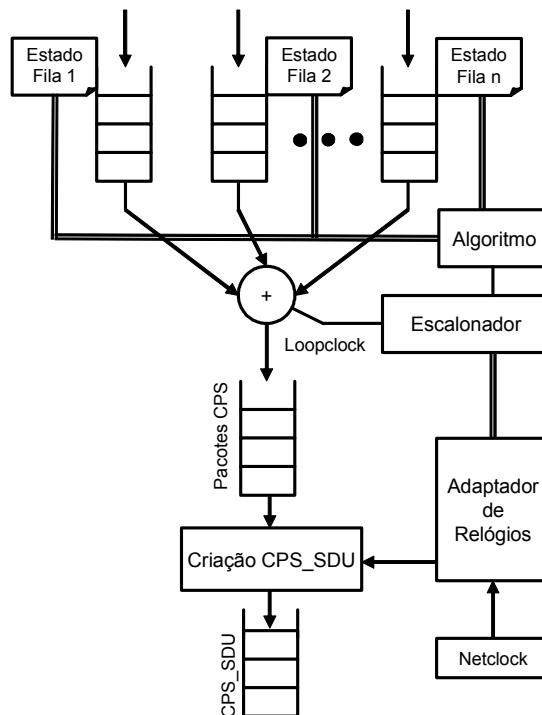 Estado
Fila 1
Estado
Fila 2
Estado
Fila n
Algoritmo
+
Escalonador
Loopclock
Pacotes CPS
Adaptador
de
Relógios
Criação CPS_SDU
Netclock
CPS_SDU